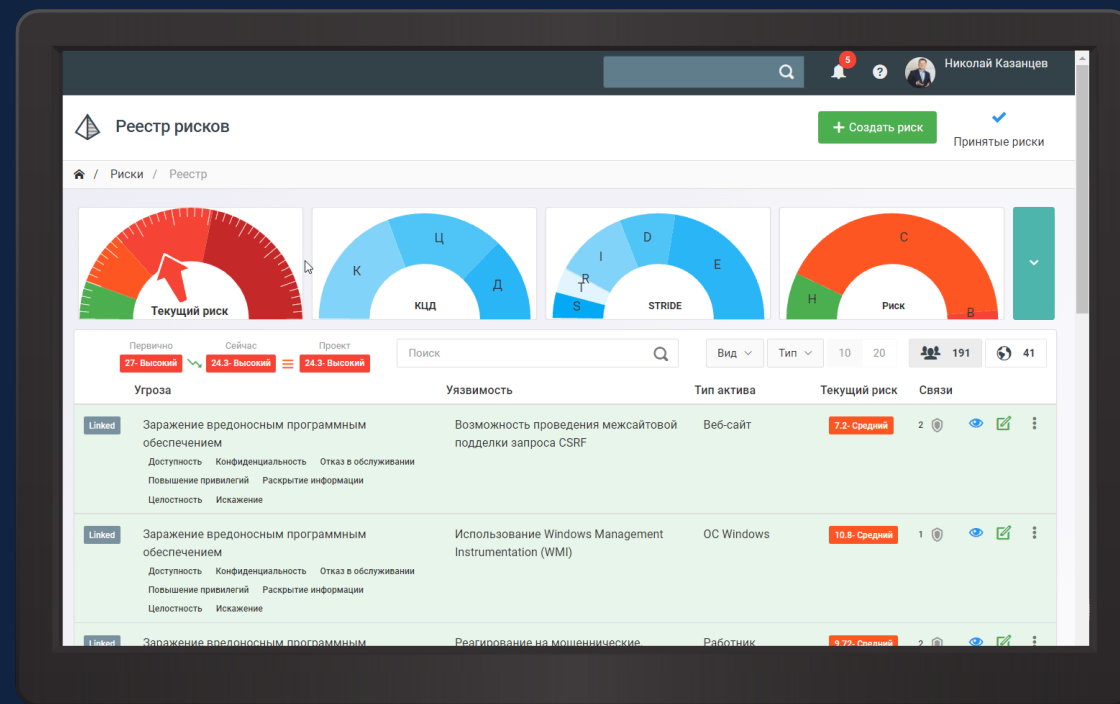 5
?
Николай Казанцев
Реестр рисков
+ Создать риск
Принятые риски
/ Риски / Реестр
Текущий риск
К
Ц
Д
КЦД
S
T
R
I
D
E
STRIDE
Н
С
В
Риск
Первично
Сейчас
Проект
27- Высокий
24.3- Высокий
24.3- Высокий
Поиск
Вид
Тип
10
20
191
41
Угроза
Уязвимость
Тип актива
Текущий риск
Связи
Linked
Заражение вредоносным программным
обеспечением
Доступность Конфиденциальность Отказ в обслуживании
Повышение привилегий Раскрытие информации
Целостность Искажение
Возможность проведения межсайтовой
подделки запроса CSRF
Веб-сайт
7.2- Средний
2
Linked
Заражение вредоносным программным
обеспечением
Доступность Конфиденциальность Отказ в обслуживании
Повышение привилегий Раскрытие информации
Целостность Искажение
Использование Windows Management
Instrumentation (WMI)
ОС Windows
10.8- Средний
1
Linked
Заражение вредоносным программным
Реагирование на мошеннические
Работник
9.72- Средний
2